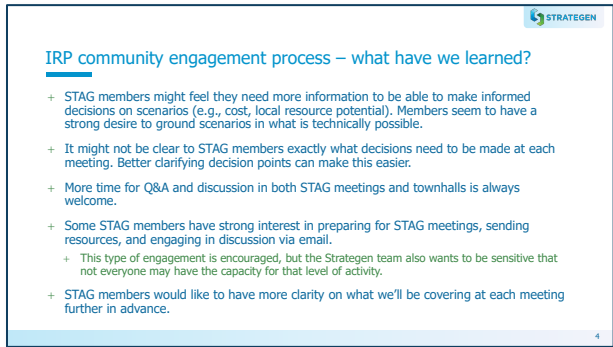 STRATEGEN
IRP community engagement process – what have we learned?
+ STAG members might feel they need more information to be able to make informed
decisions on scenarios (e.g., cost, local resource potential). Members seem to have a
strong desire to ground scenarios in what is technically possible.
+ It might not be clear to STAG members exactly what decisions need to be made at each
meeting. Better clarifying decision points can make this easier.
+ More time for Q&A and discussion in both STAG meetings and townhalls is always
welcome.
+ Some STAG members have strong interest in preparing for STAG meetings, sending
resources, and engaging in discussion via email.
+ This type of engagement is encouraged, but the Strategen team also wants to be sensitive that
not everyone may have the capacity for that level of activity.
+ STAG members would like to have more clarity on what we'll be covering at each meeting
further in advance.
4